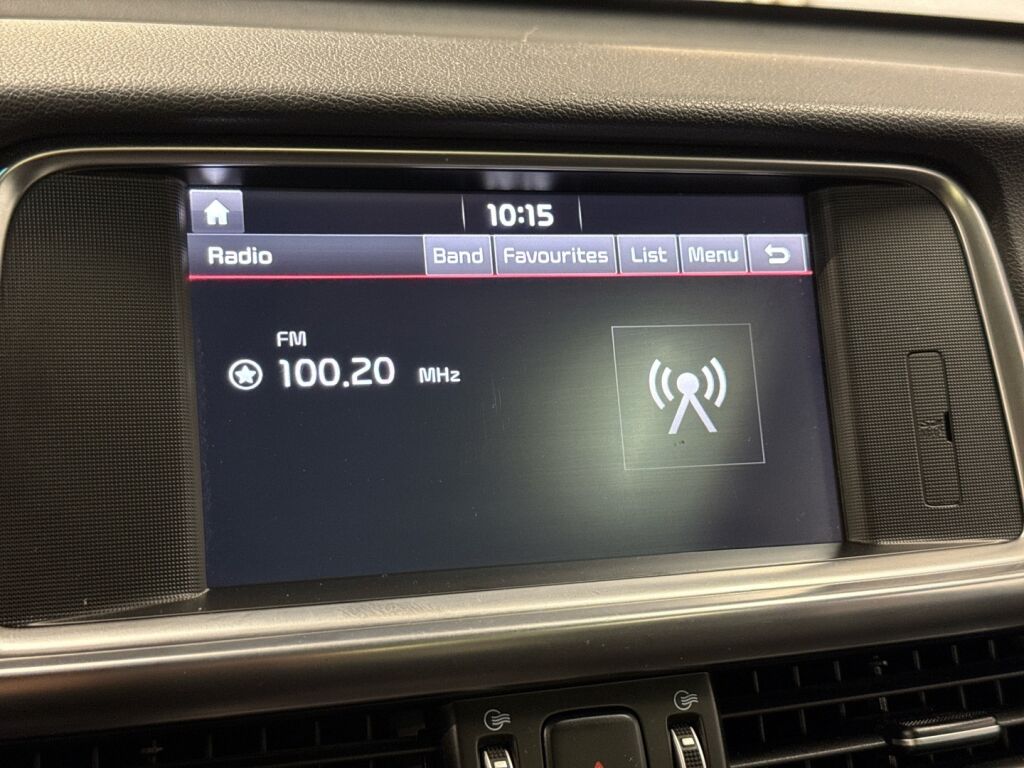 10:15
Radio Band Favourites List Menu
FM
100.20 MHz